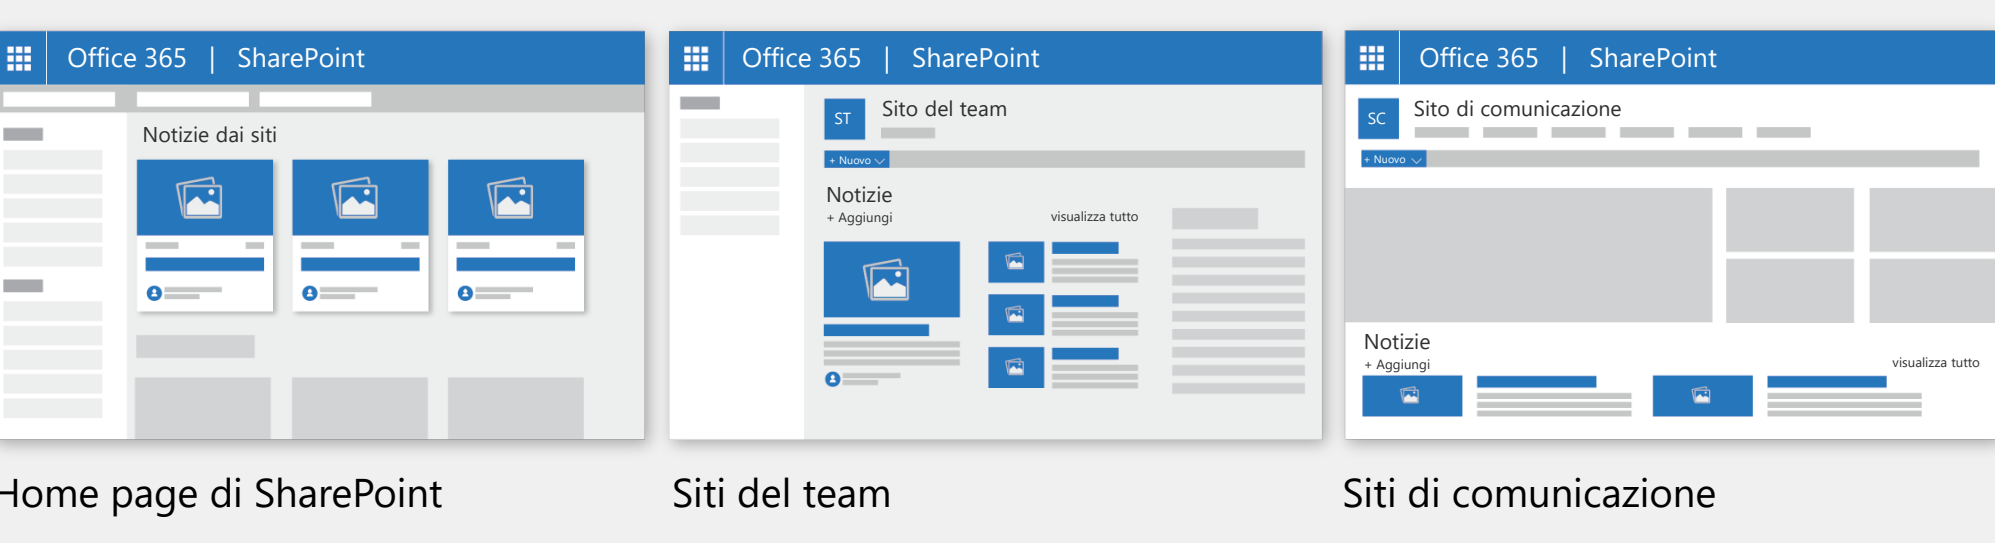 Office 365 | SharePoint
Notizie dai siti
Home page di SharePoint
Office 365 | SharePoint
ST
Sito del team
+ Nuovo
Notizie
+ Aggiungi
visualizza tutto
Siti del team
Office 365 | SharePoint
SC
Sito di comunicazione
+ Nuovo
Notizie
+ Aggiungi
visualizza tutto
Siti di comunicazione